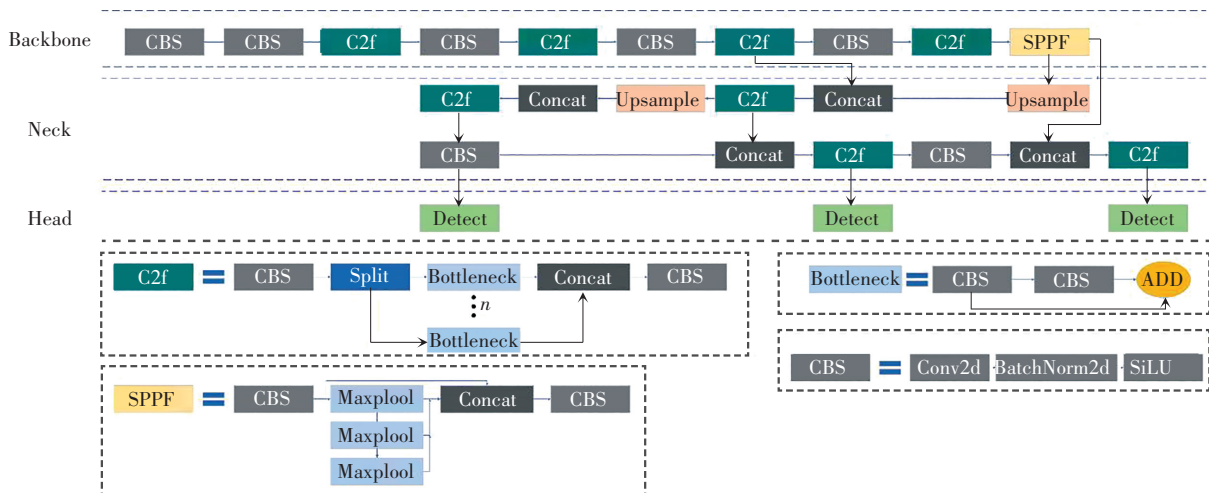 Backbone CBS CBS C2f CBS C2f CBS C2f CBS C2f SPPF
C2f Concat Upsample C2f Concat Upsample
Neck
CBS Concat C2f CBS Concat C2f
Head Detect Detect Detect
C2f = CBS Split Bottleneck Concat CBS
n
Bottleneck
Bottleneck = CBS CBS ADD
CBS = Conv2d BatchNorm2d SiLU
SPPF = CBS Maxplool Concat CBS
Maxplool
Maxplool